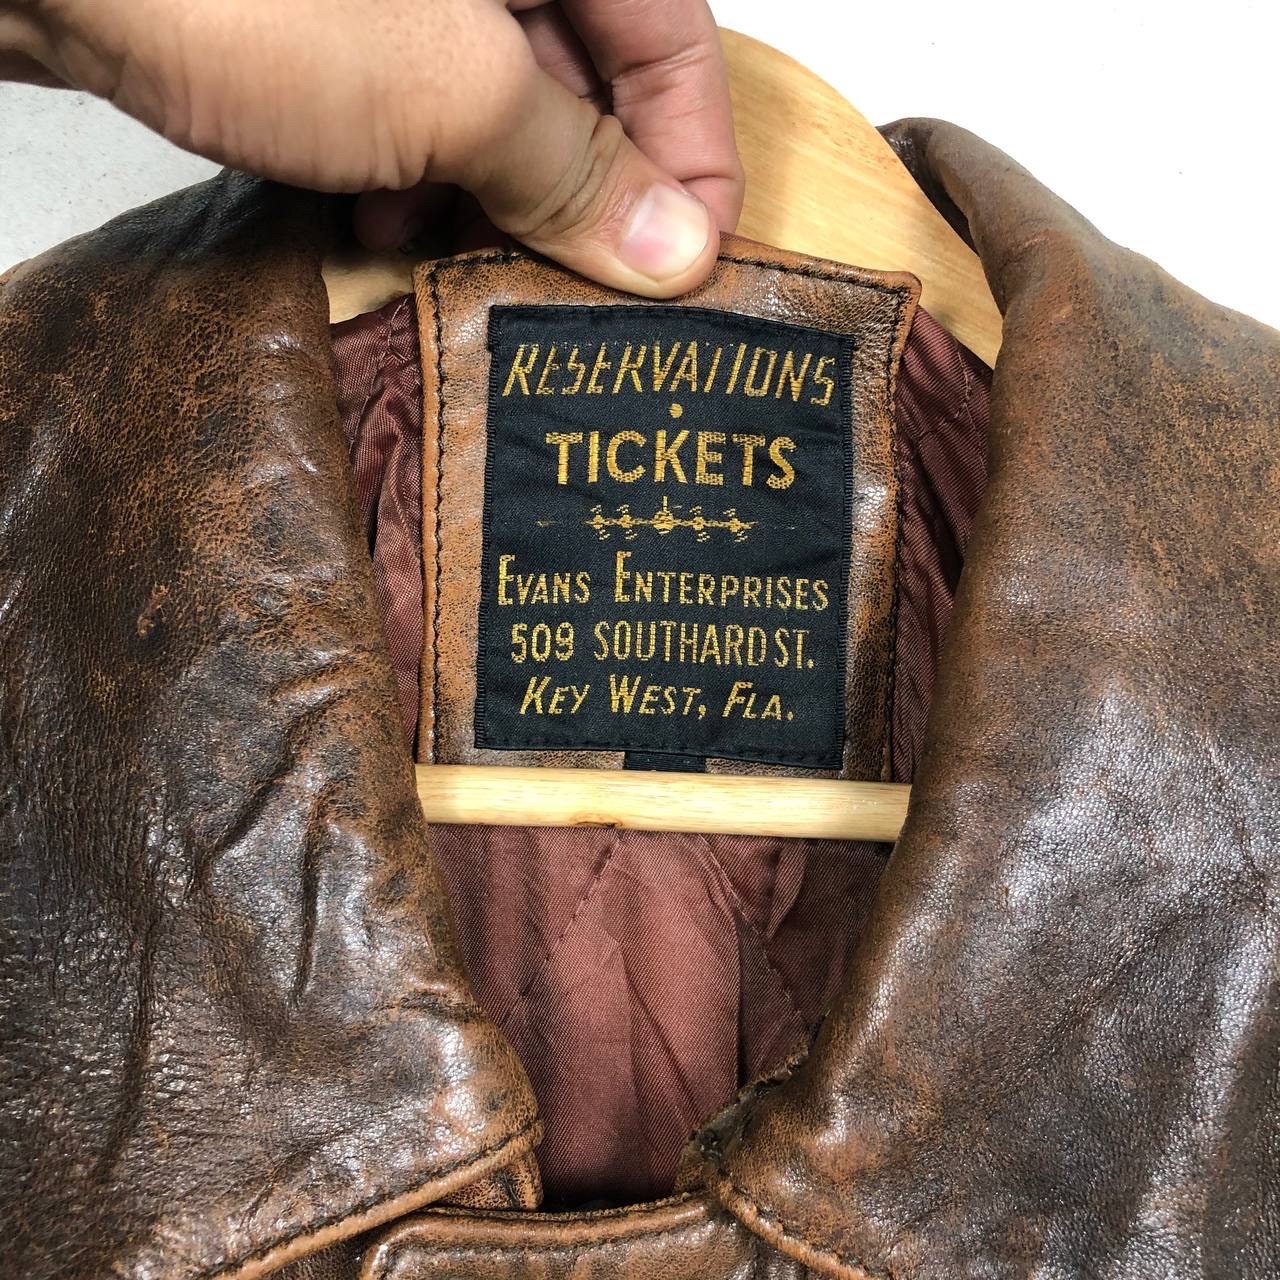 RESERVATIONS
TICKETS
EVANS ENTERPRISES
509 SOUTHARD ST.
KEY WEST, FLA.